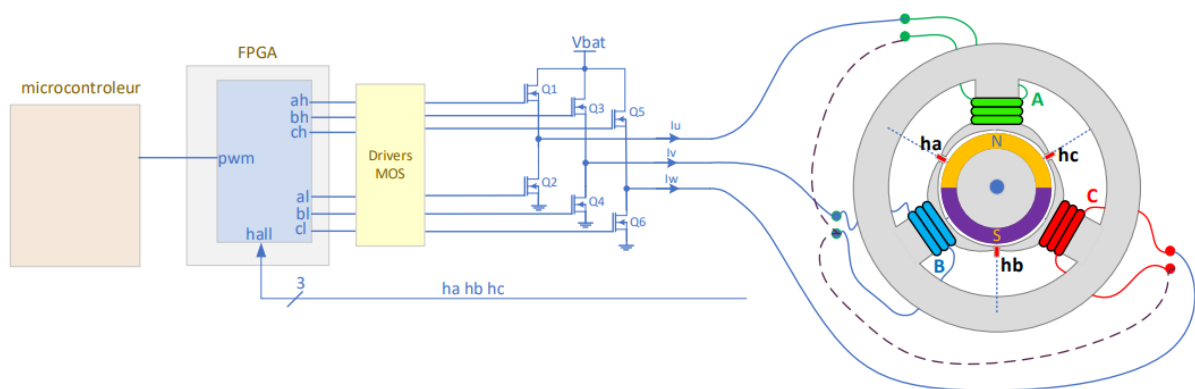 FPGA
microcontroleur
pwm
ah
bh
ch
al
bl
cl
hall
Drivers
MOS
Vbat
Q1
Q3
Q5
Q2
Q4
Q6
Iu
Iv
Iw
3
ha hb hc
A
ha
hc
N
S
C
B
hb